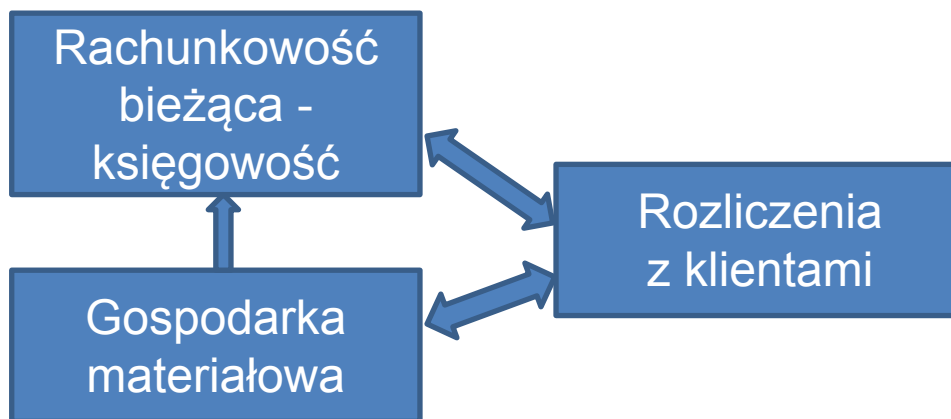 Rachunkowość
bieżąca -
księgowość
Rozliczenia
z klientami
Gospodarka
materiałowa